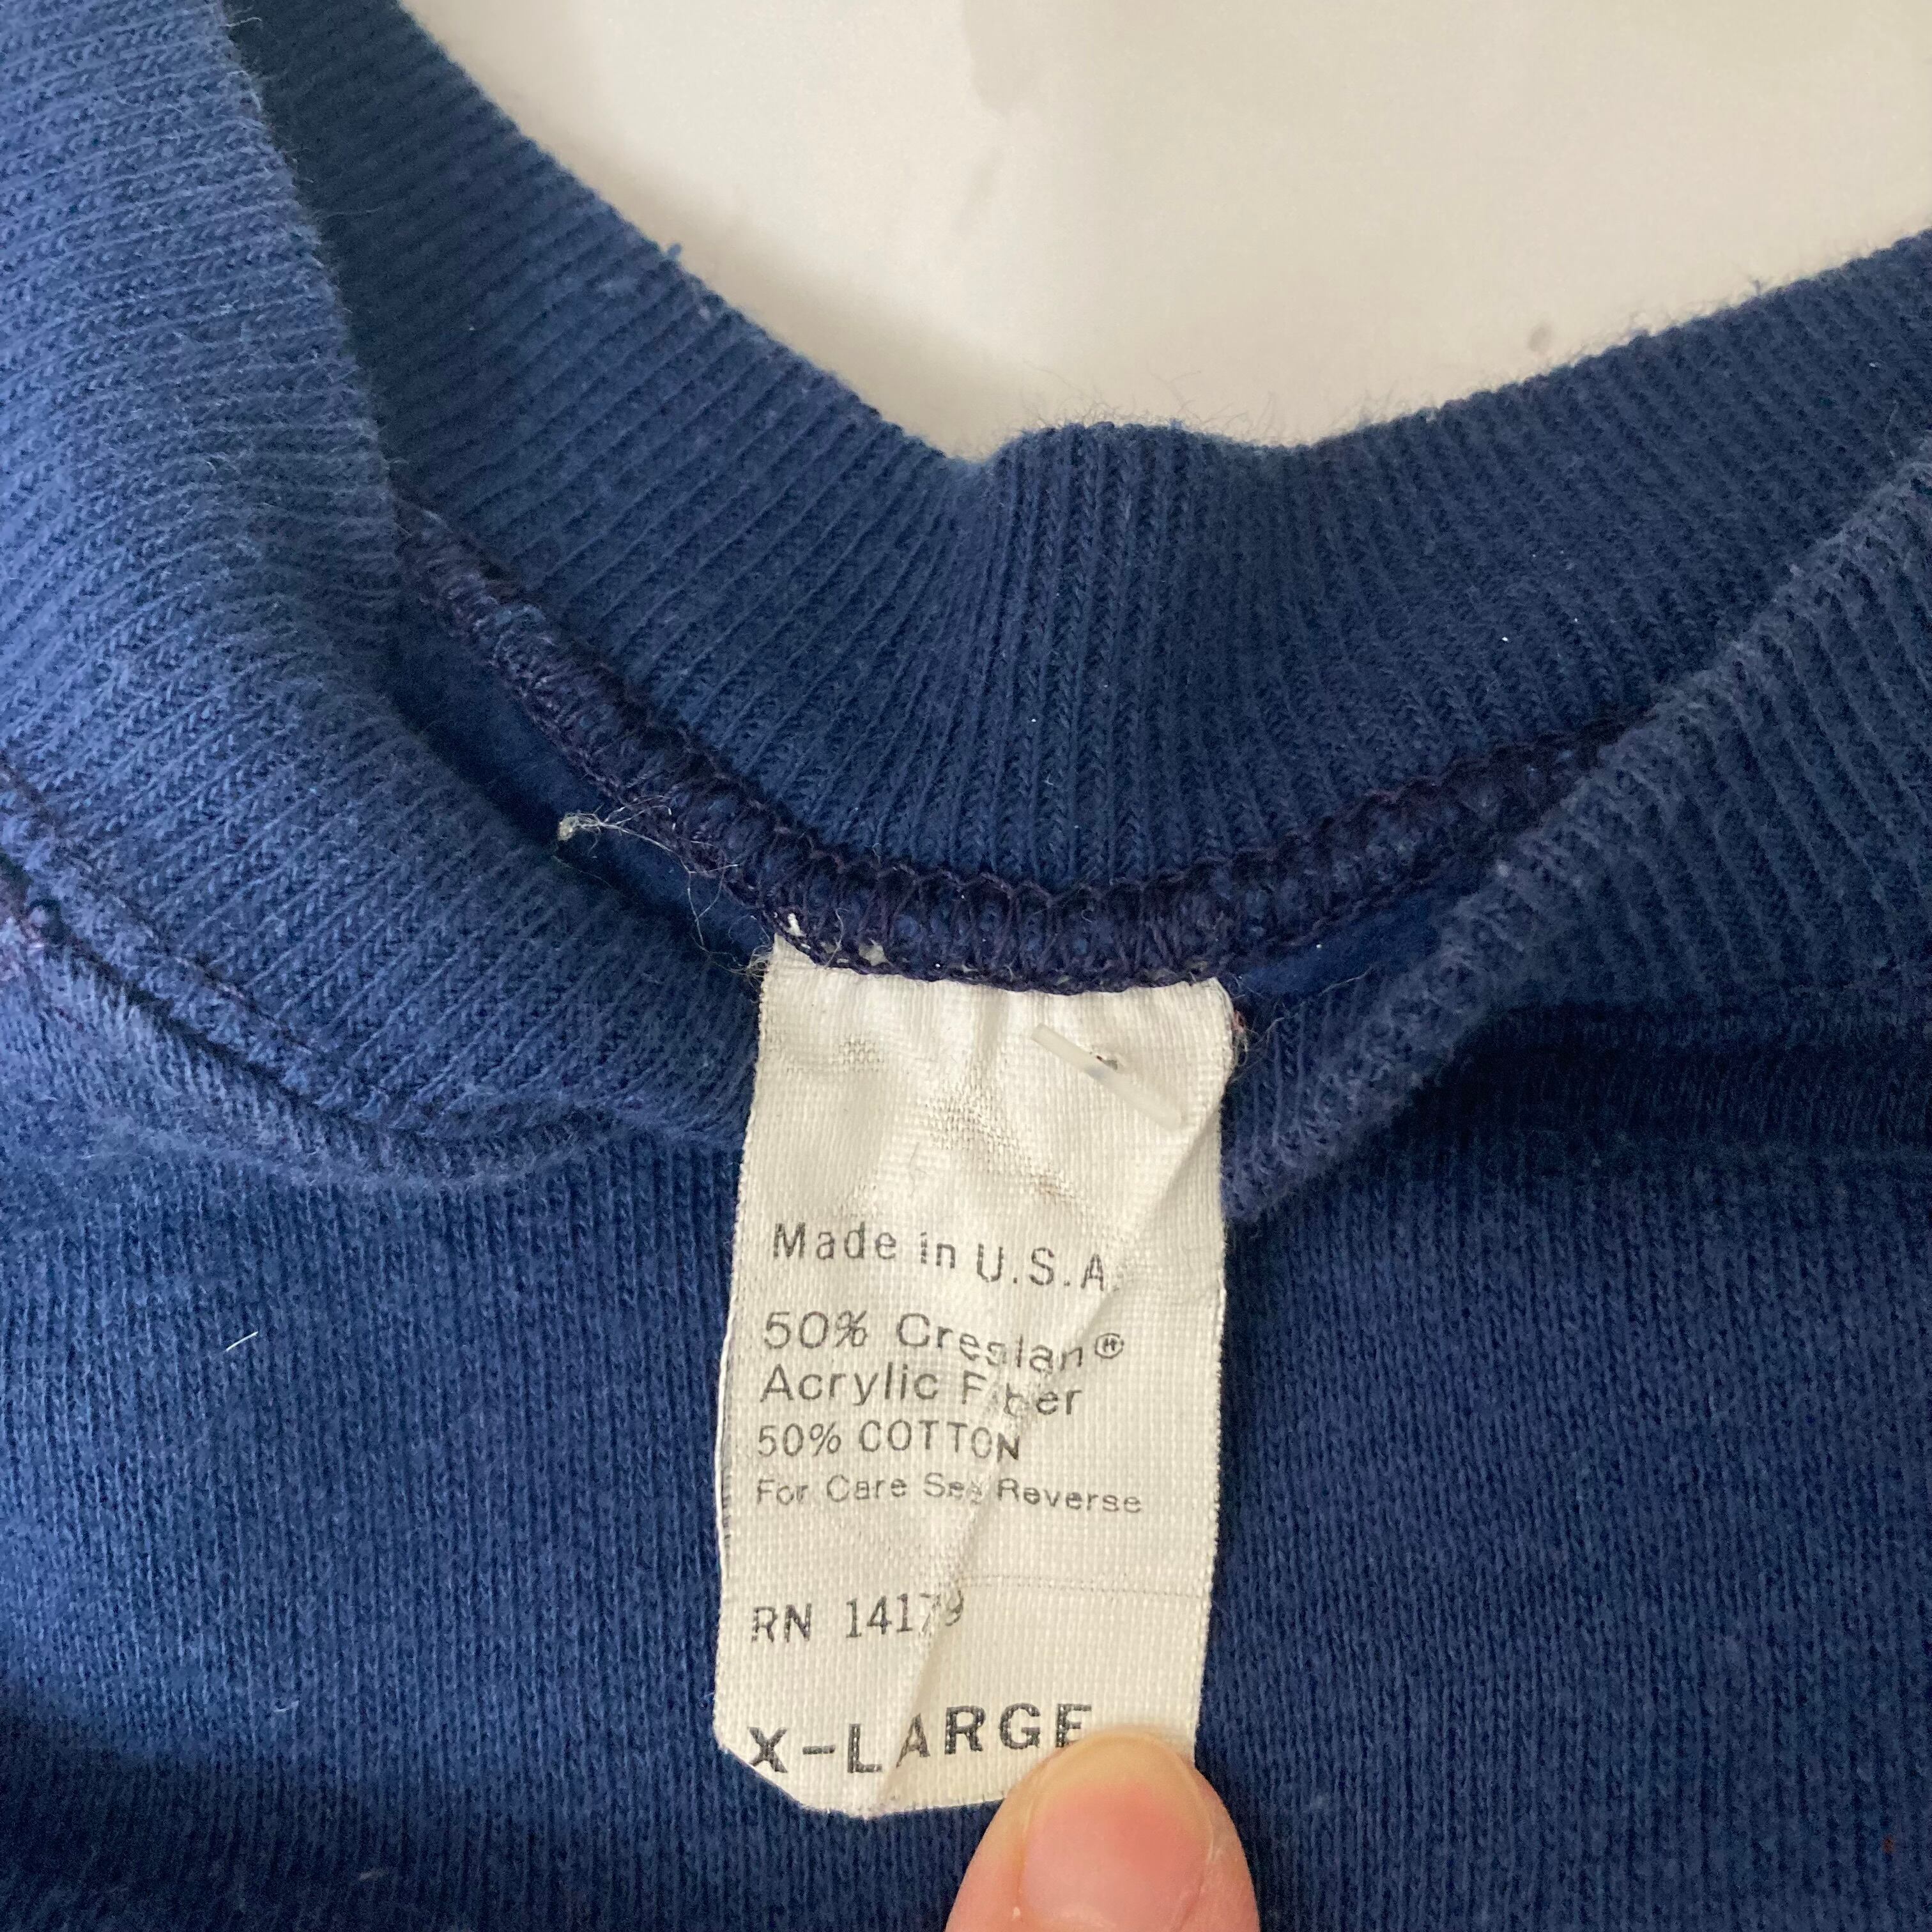 Made in U.S.A.
50% Creslan®
Acrylic Fiber
50% COTTON
For Care See Reverse
RN 14179
X-LARGE